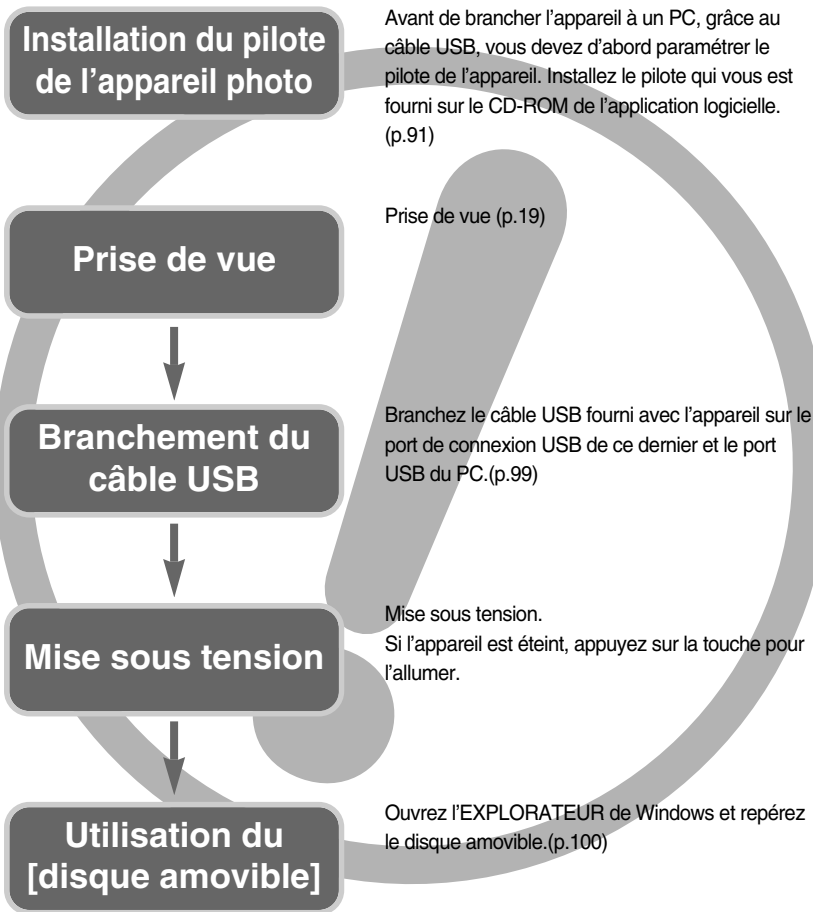 Installation du pilote
de l’appareil photo
Avant de brancher l’appareil à un PC, grâce au
câble USB, vous devez d’abord paramétrer le
pilote de l’appareil. Installez le pilote qui vous est
fourni sur le CD-ROM de l’application logicielle.
(p.91)
Prise de vue
Prise de vue (p.19)
Branchement du
câble USB
Branchez le câble USB fourni avec l’appareil sur le
port de connexion USB de ce dernier et le port
USB du PC.(p.99)
Mise sous tension
Mise sous tension.
Si l’appareil est éteint, appuyez sur la touche pour
l’allumer.
Utilisation du
[disque amovible]
Ouvrez l’EXPLORATEUR de Windows et repérez
le disque amovible.(p.100)